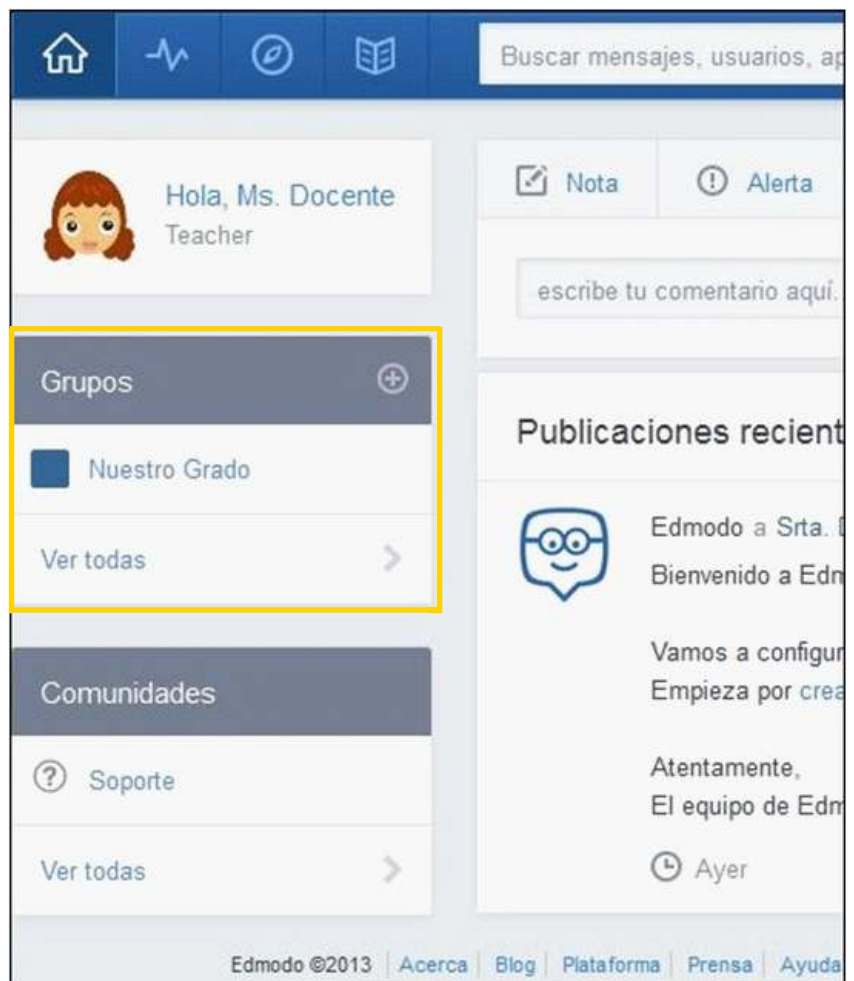 Buscar mensajes, usuarios,
Hola, Ms. Docente
Teacher
Nota
Alerta
escribe tu comentario aquí.
Grupos
Nuestro Grado
Ver todas
Publicaciones recient
Edmodo a Srta.
Bienvenido a Edm
Vamos a configur
Empieza por crea
Atentamente,
El equipo de Edm
Ayer
Comunidades
Soporte
Ver todas
Edmodo ©2013 Acerca Blog Plataforma Prensa Ayuda